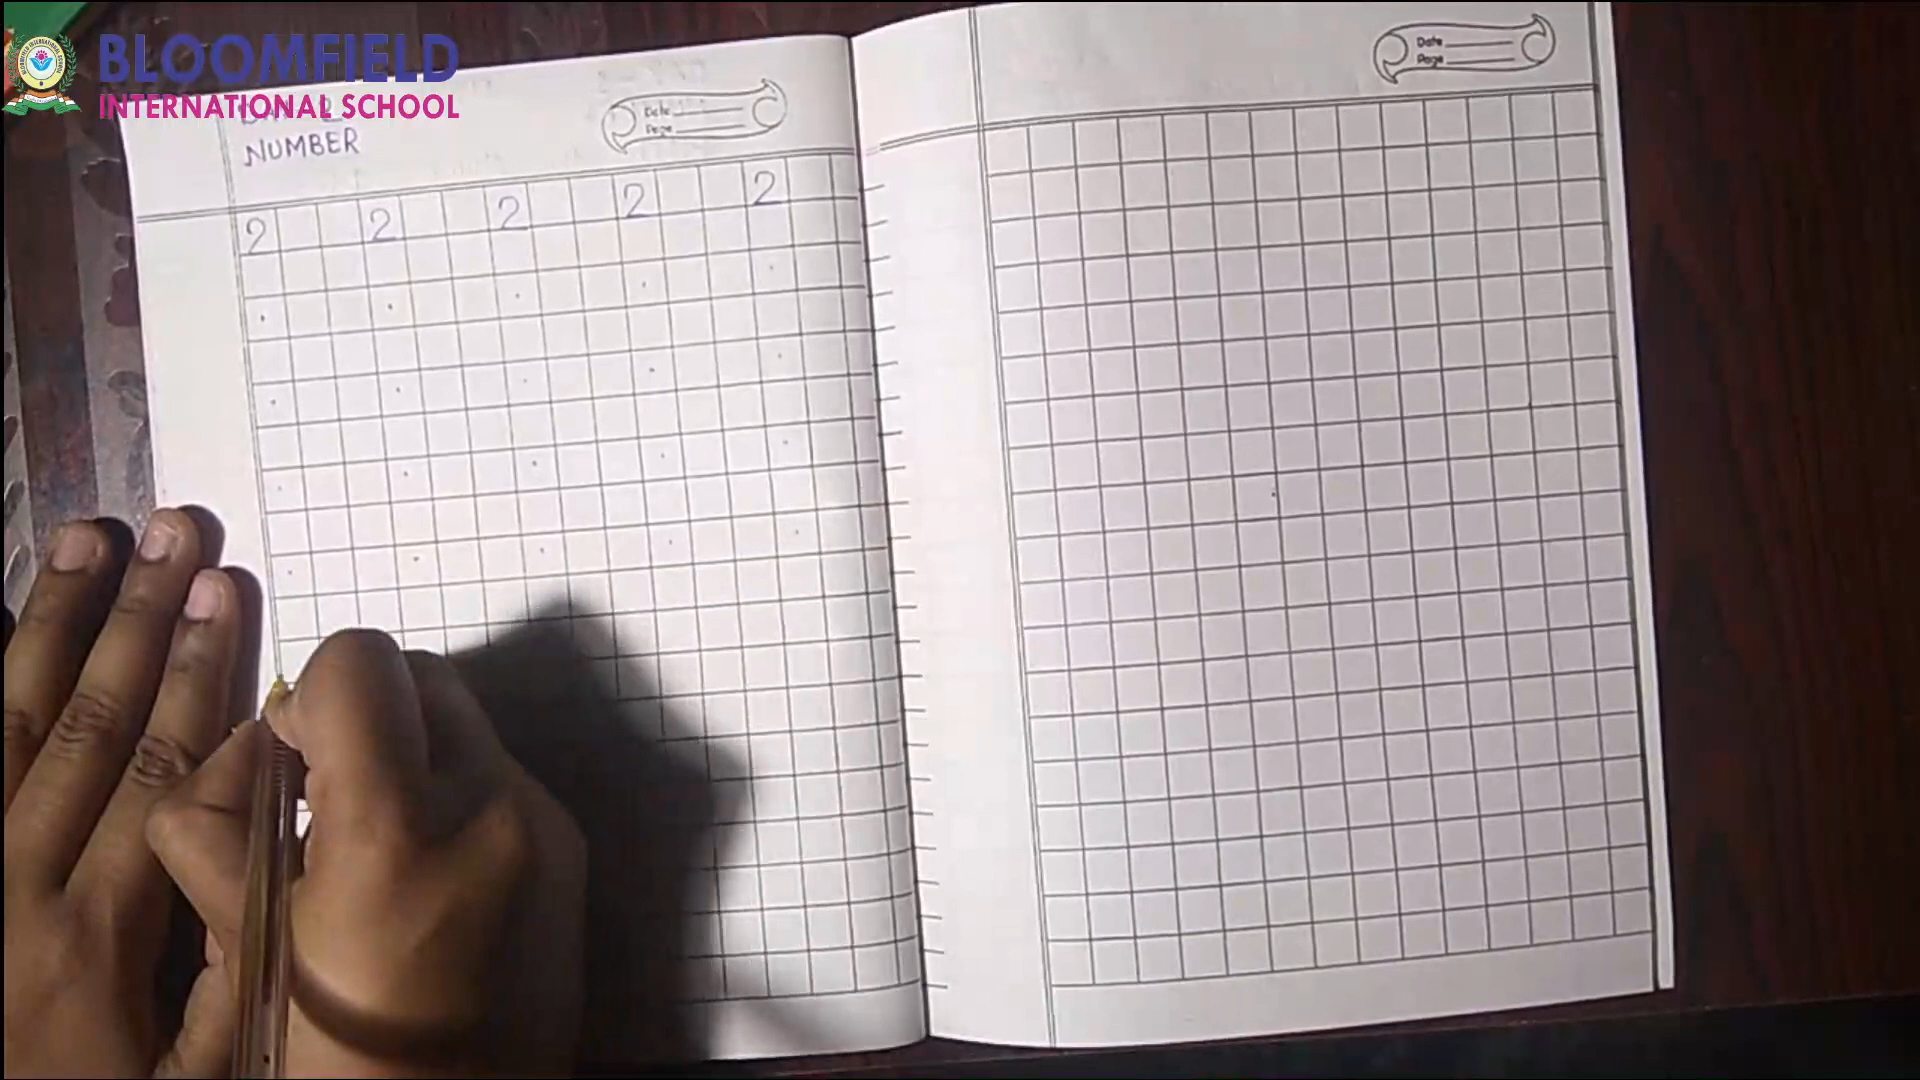 BLOOMFIELD
INTERNATIONAL SCHOOL
NUMBER
Date
Page
2 2 2 2 2
Date
Page